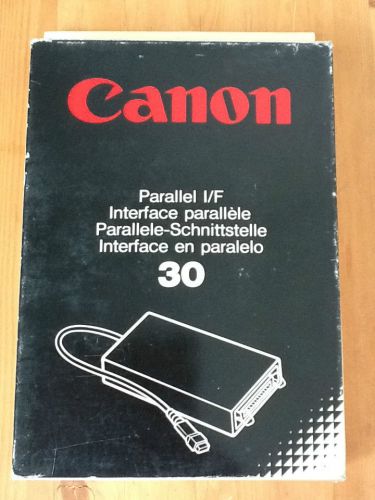 Canon
Parallel I/F
Interface parallèle
Parallele-Schnittstelle
Interface en paralelo
30